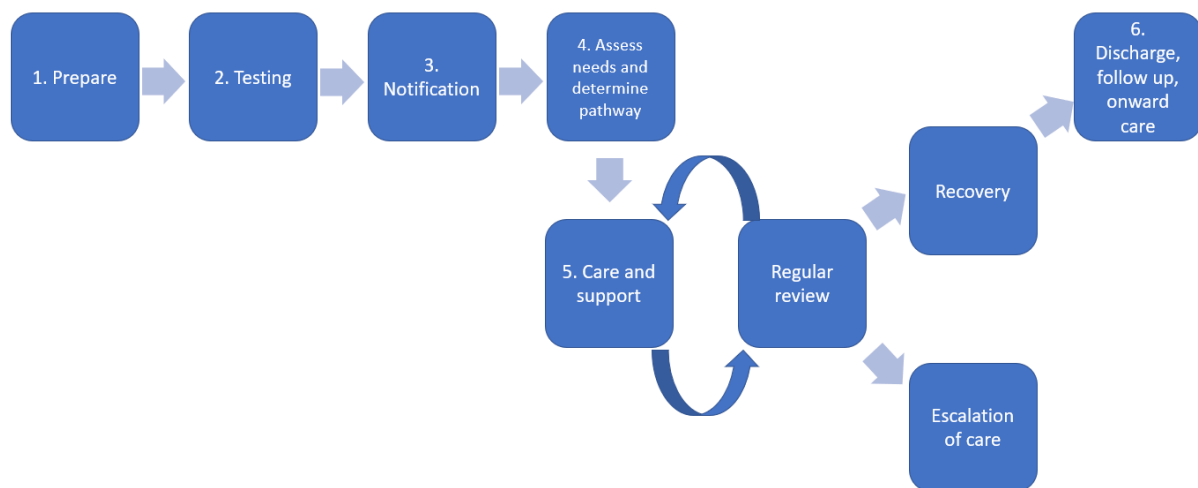 1. Prepare
2. Testing
3.
Notification
4. Assess
needs and
determine
pathway
6.
Discharge,
follow up,
onward
care
Recovery
5. Care and
support
Regular
review
Escalation
of care